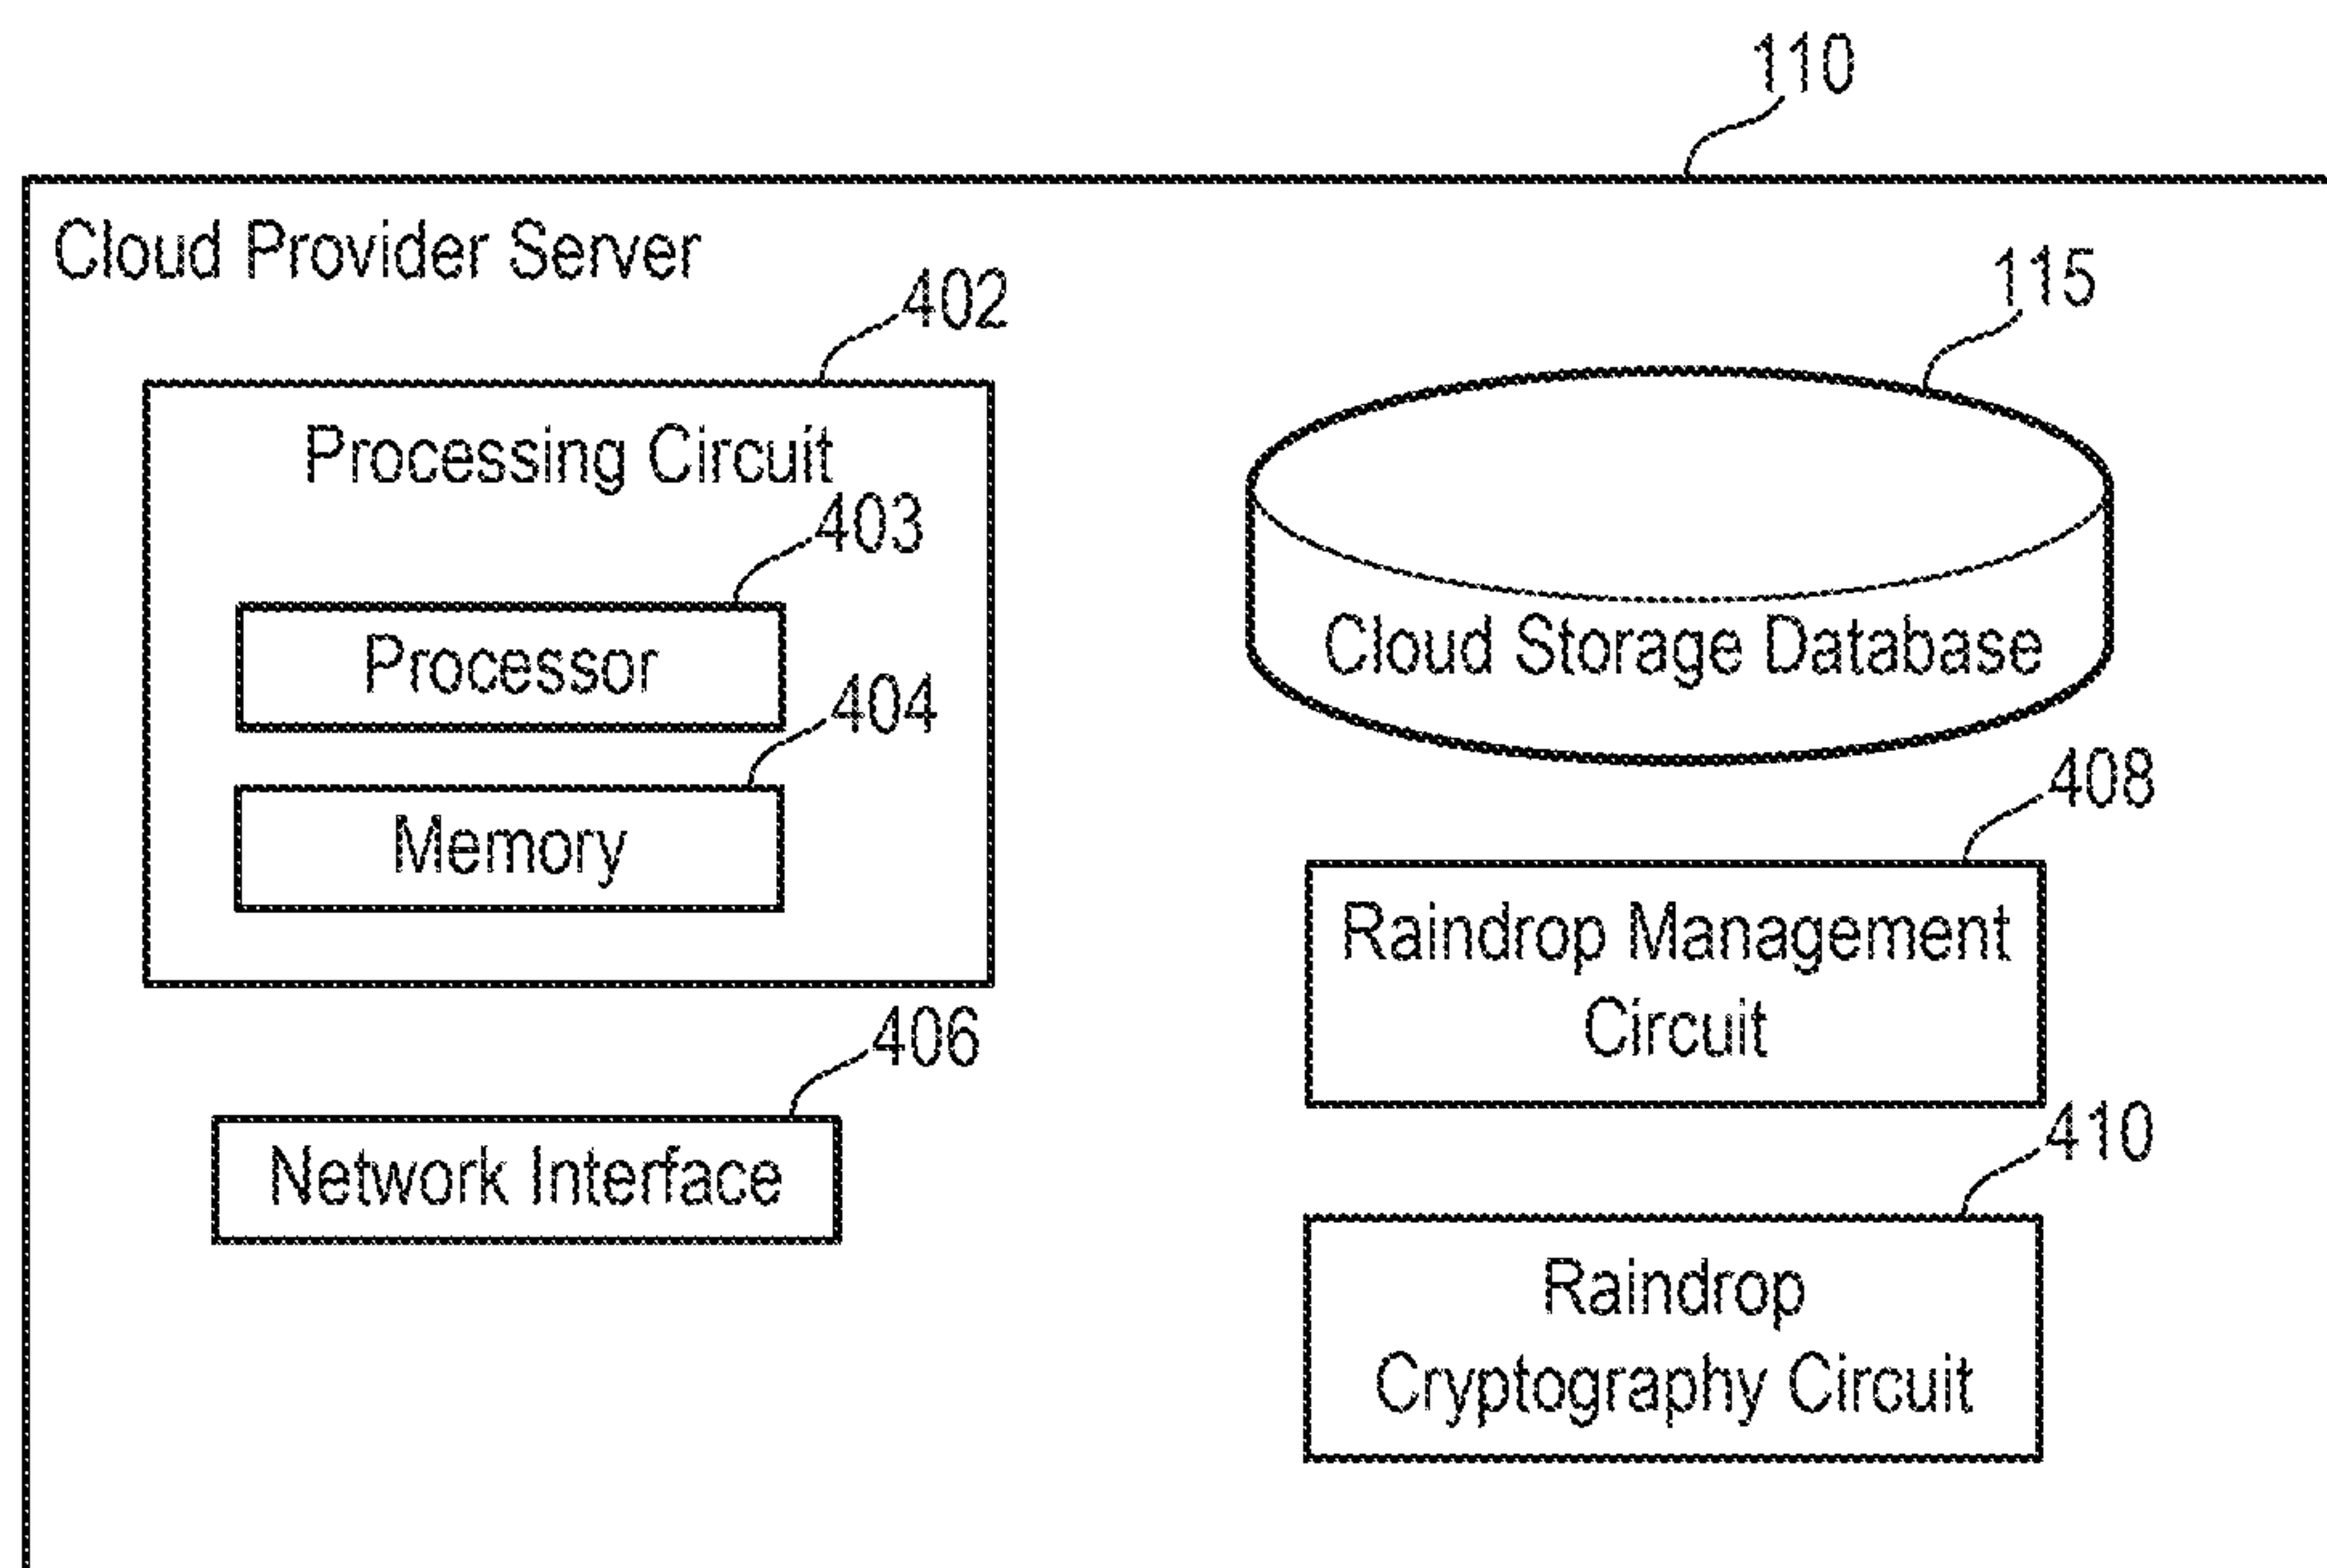 110
Cloud Provider Server
402
Processing Circuit
403
Processor
404
Memory
406
Network Interface
115
Cloud Storage Database
408
Raindrop Management
Circuit
410
Raindrop
Cryptography Circuit